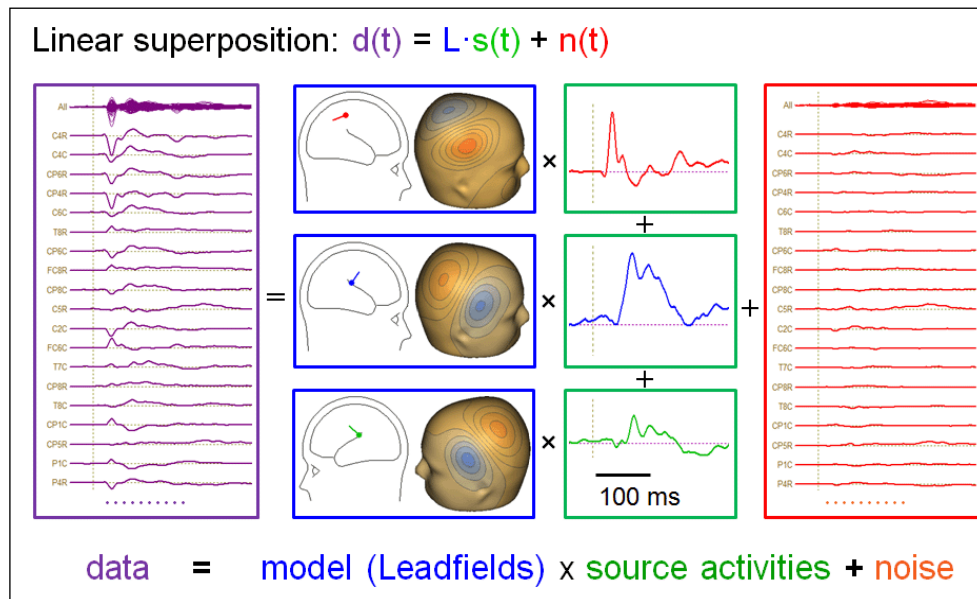 Linear superposition: d(t) = L·s(t) + n(t)
All
C4R
C4C
CP6R
CP4R
C6C
T8R
CP6C
FC8R
CP8C
C5R
C2C
FC6C
T7C
CP8R
T8C
CP1C
CP5R
P1C
P4R
=
×
+
×
+
×
100 ms
+
All
C4R
C4C
CP6R
CP4R
C6C
T8R
CP6C
FC8R
CP8C
C5R
C2C
FC6C
T7C
CP8R
T8C
CP1C
CP5R
P1C
P4R
data = model (Leadfields) x source activities + noise